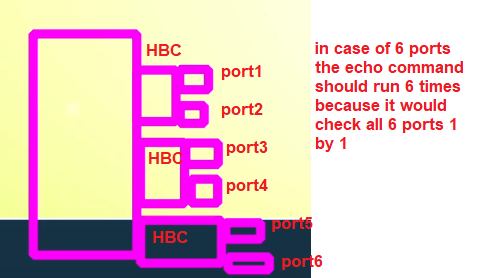 HBC
port1
port2
HBC
port3
port4
HBC
port5
port6
in case of 6 ports
the echo command
should run 6 times
because it would
check all 6 ports 1
by 1